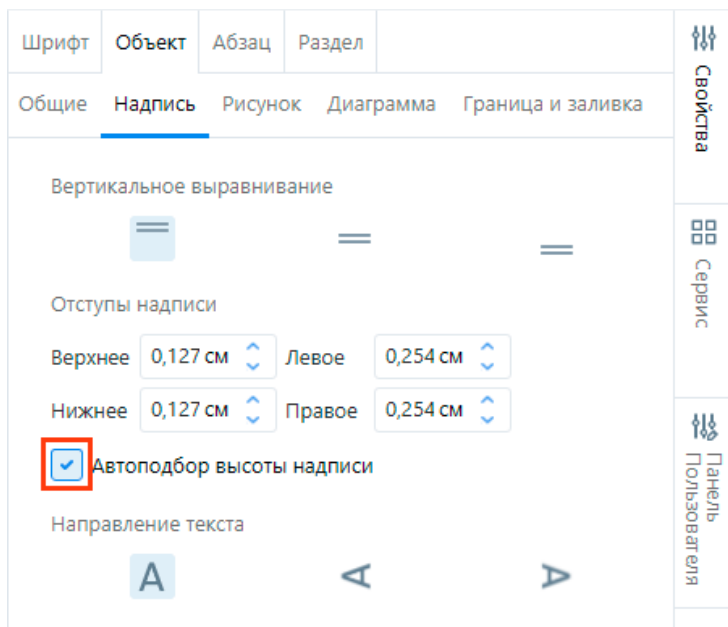 Шрифт Объект Абзац Раздел
Общие Надпись Рисунок Диаграмма Граница и заливка
Вертикальное выравнивание
Отступы надписи
Верхнее 0,127 см Левое 0,254 см
Нижнее 0,127 см Правое 0,254 см
Автоподбор высоты надписи
Направление текста
A A A
Свойства
Сервис
Панель
Пользователя